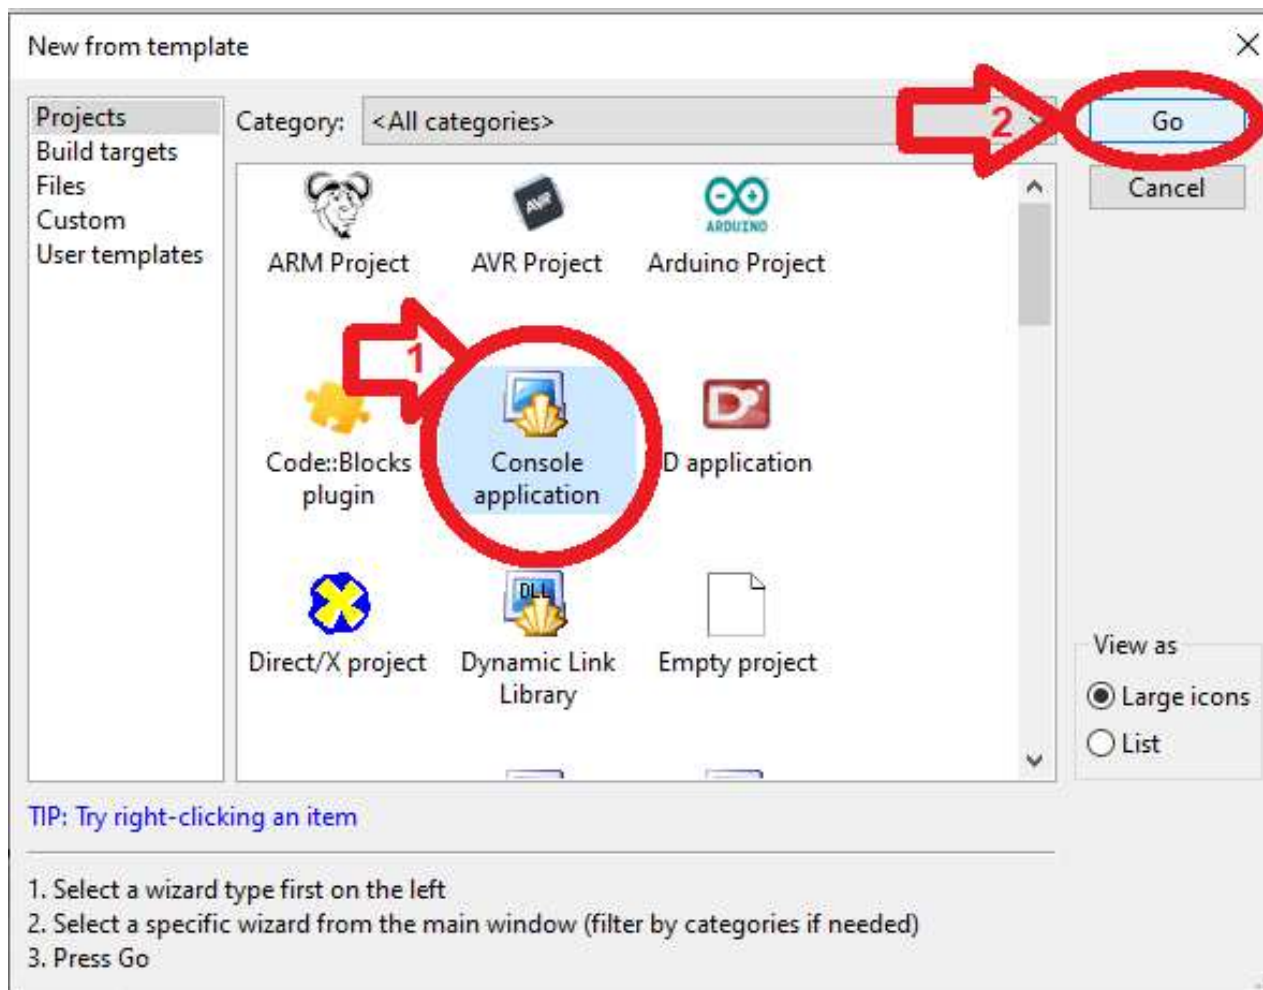 New from template
Projects
Build targets
Files
Custom
User templates
Category: <All categories>
2
Go
Cancel
AVR
ARDUINO
ARM Project AVR Project Arduino Project
1
Code::Blocks plugin
Console application
D application
D
DLL
Direct/X project
Dynamic Link Library
Empty project
View as
Large icons
List
TIP: Try right-clicking an item
1. Select a wizard type first on the left
2. Select a specific wizard from the main window (filter by categories if needed)
3. Press Go